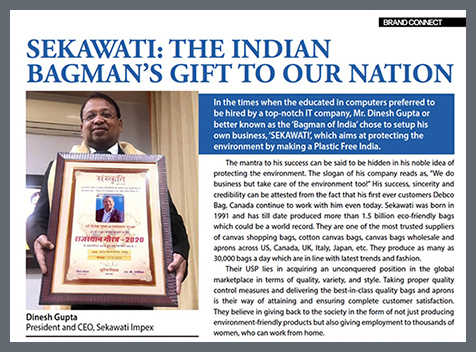 BRAND CONNECT
SEKAWATI: THE INDIAN
BAGMAN'S GIFT TO OUR NATION
In the times when the educated in computers preferred to
be hired by a top-notch IT company, Mr. Dinesh Gupta or
better known as the 'Bagman of India' chose to setup his
own business, 'SEKAWATI', which aims at protecting the
environment by making a Plastic Free India.
The mantra to his success can be said to be hidden in his noble idea of
protecting the environment. The slogan of his company reads as, "We do
business but take care of the environment too!" His success, sincerity and
credibility can be attested from the fact that his first ever customers Debco
Bag, Canada continue to work with him even today. Sekawati was born in
1991 and has till date produced more than 1.5 billion eco-friendly bags
which could be a world record. They are one of the most trusted suppliers
of canvas shopping bags, cotton canvas bags, canvas bags wholesale and
aprons across US, Canada, UK, Italy, Japan, etc. They produce as many as
30,000 bags a day which are in line with latest trends and fashion.
Their USP lies in acquiring an unconquered position in the global
marketplace in terms of quality, variety, and style. Taking proper quality
control measures and delivering the best-in-class quality bags and aprons
is their way of attaining and ensuring complete customer satisfaction.
They believe in giving back to the society in the form of not just producing
environment-friendly products but also giving employment to thousands of
women, who can work from home.
संस्कृति
राजस्थान गौरव-2020
Dinesh Gupta
President and CEO, Sekawati Impex